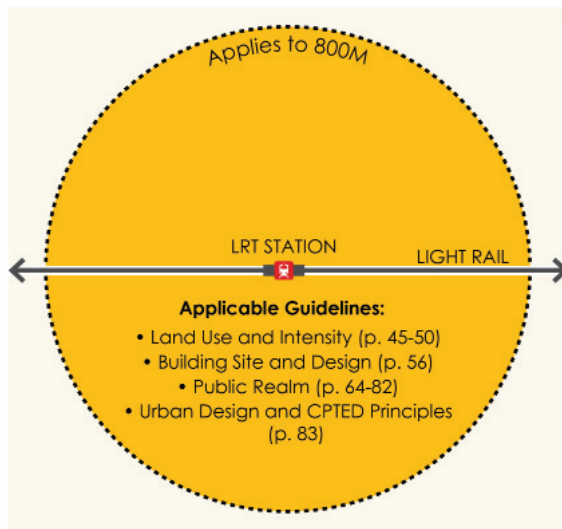 Applies to 800M
LRT STATION
LIGHT RAIL
Applicable Guidelines:
• Land Use and Intensity (p. 45-50)
• Building Site and Design (p. 56)
• Public Realm (p. 64-82)
• Urban Design and CPTED Principles
(p. 83)